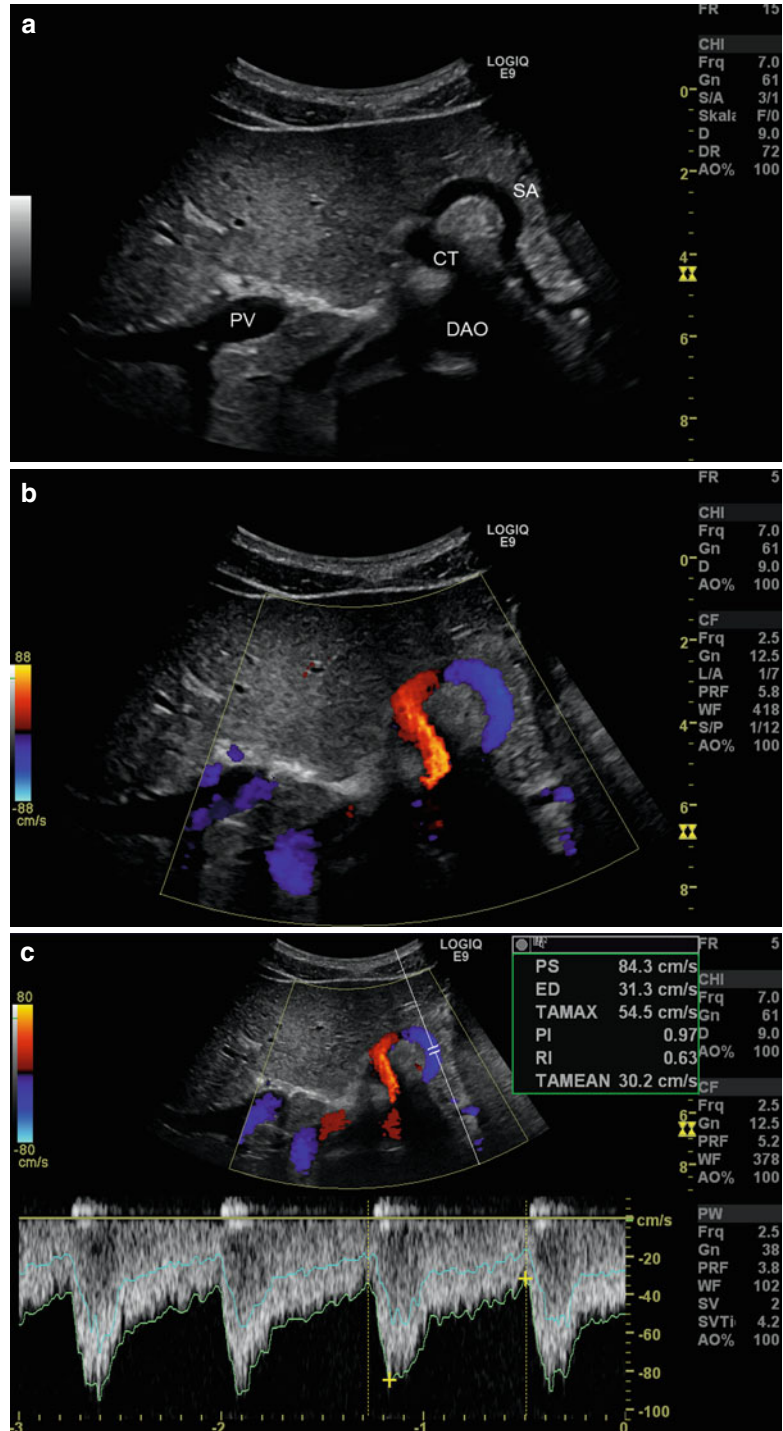 a
LOGIQ
E9
SA
CT
PV
DAO
0
2
4
6
8
FR 15
CHI
Frq 7.0
Gn 61
S/A 3/1
Skala F/0
D 9.0
DR 72
AO% 100
b
LOGIQ
E9
88
-88
cm/s
0
2
4
6
8
FR 5
CHI
Frq 7.0
Gn 61
D 9.0
AO% 100
CF
Frq 2.5
Gn 12.5
L/A 1/7
PRF 5.8
WF 418
S/P 1/12
AO% 100
c
LOGIQ
E9
80
-80
cm/s
PS 84.3 cm/s
ED 31.3 cm/s
TAMAX 54.5 cm/s
PI 0.97
RI 0.63
TAMEAN 30.2 cm/s
6
8
FR 5
CHI
Frq 7.0
Gn 61
D 9.0
AO% 100
CF
Frq 2.5
Gn 12.5
PRF 5.2
WF 378
AO% 100
PW
Frq 2.5
Gn 38
PRF 3.8
WF 102
SV 2
SVTi 4.2
AO% 100
cm/s
-20
-40
-60
-80
-100
-3
-2
-1
0